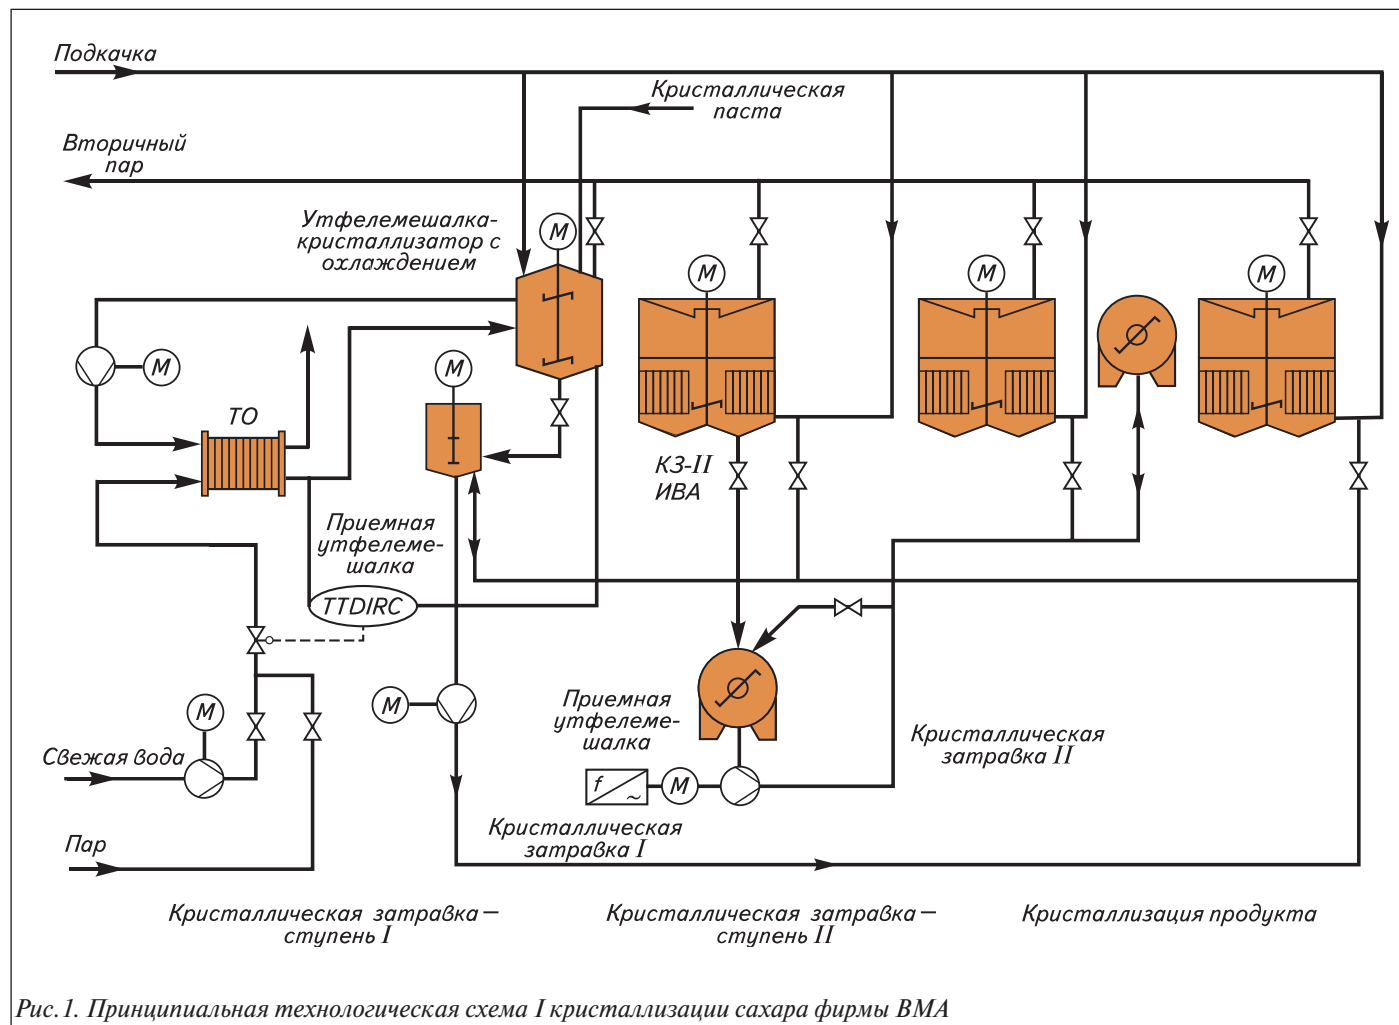 Подкачка
Кристаллическая
паста
Вторичный
пар
Утфелемешалка-
кристаллизатор с
охлаждением
M
M
M
M
M
M
ТО
КЗ-II
ИВА
Приемная
утфелеме-
шалка
TTDIRC
M
M
Приемная
утфелеме-
шалка
Свежая вода
f
~
M
Кристаллическая
затравка II
Кристаллическая
затравка I
Пар
Кристаллическая затравка —
ступень I
Кристаллическая затравка —
ступень II
Кристаллизация продукта
Рис. 1. Принципиальная технологическая схема I кристаллизации сахара фирмы BMA